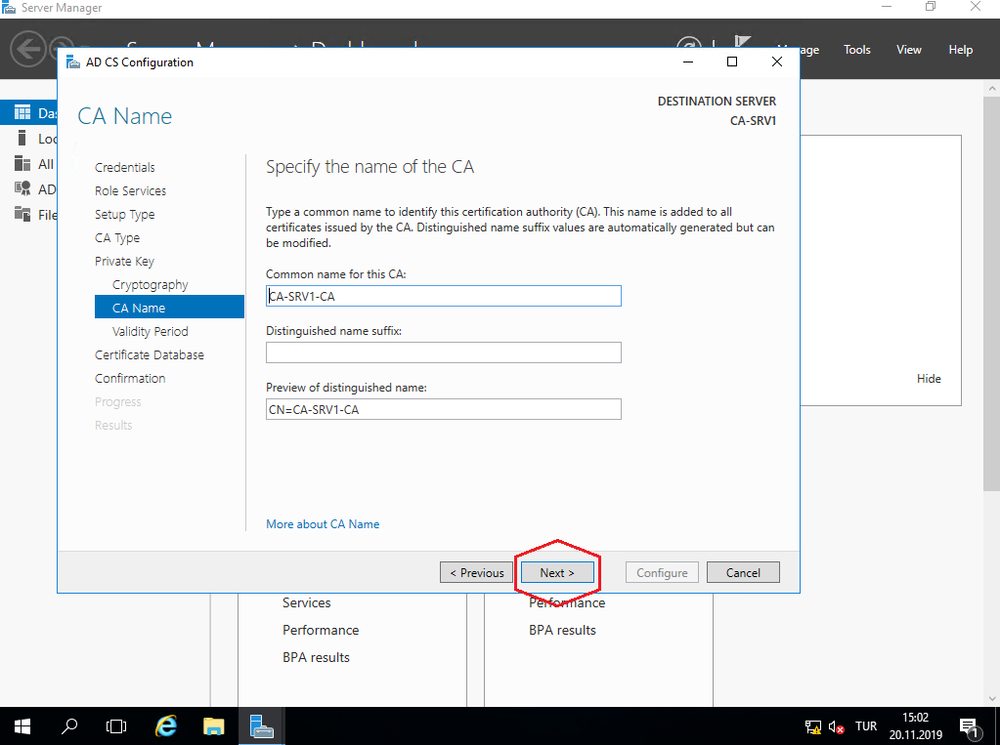 Server Manager
Manage
Tools
View
Help
AD CS Configuration
CA Name
DESTINATION SERVER
CA-SRV1
Credentials
Role Services
Setup Type
CA Type
Private Key
Cryptography
CA Name
Validity Period
Certificate Database
Confirmation
Progress
Results
Specify the name of the CA
Type a common name to identify this certification authority (CA). This name is added to all
certificates issued by the CA. Distinguished name suffix values are automatically generated but can
be modified.
Common name for this CA:
CA-SRV1-CA
Distinguished name suffix:
Preview of distinguished name:
CN=CA-SRV1-CA
More about CA Name
< Previous
Next >
Configure
Cancel
Das
Loc
All
AD
File
Hide
Services
Performance
BPA results
Performance
BPA results
TUR
15:02
20.11.2019
1